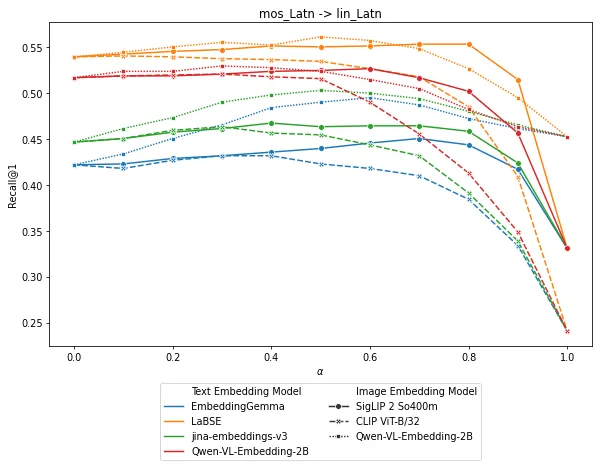 mos_Latn -> lin_Latn
Recall@1
0.55
0.50
0.45
0.40
0.35
0.30
0.25
0.0 0.2 0.4 0.6 0.8 1.0
α
Text Embedding Model
EmbeddingGemma
LaBSE
jina-embeddings-v3
Qwen-VL-Embedding-2B
Image Embedding Model
SigLIP 2 So400m
CLIP ViT-B/32
Qwen-VL-Embedding-2B